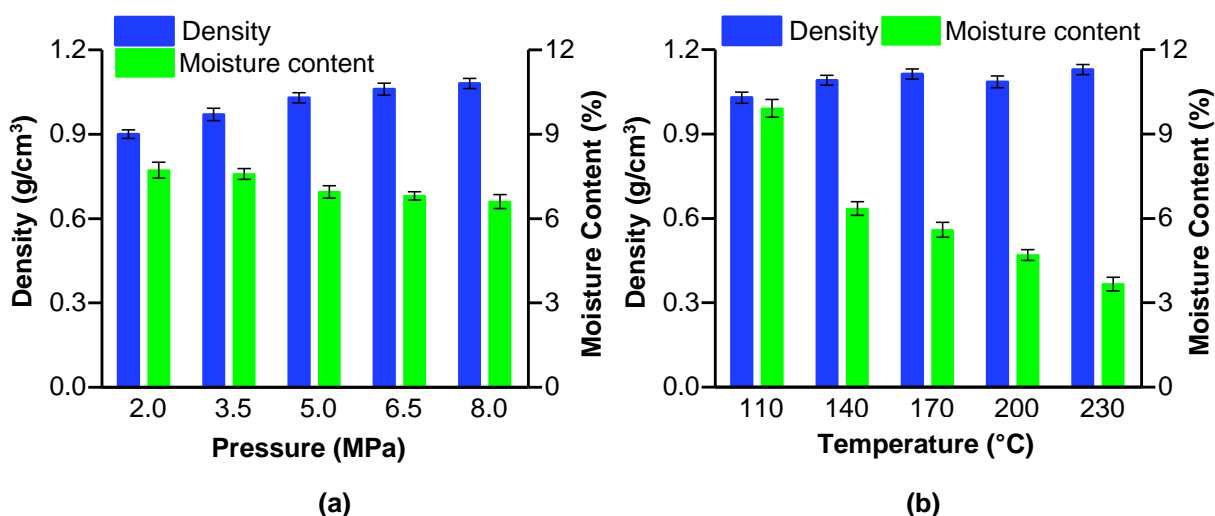 Density
Moisture content
1.2
0.9
0.6
0.3
0.0
Density (g/cm³)
12
9
6
3
0
Moisture Content (%)
2.0 3.5 5.0 6.5 8.0
Pressure (MPa)
(a)
Density Moisture content
1.2
0.9
0.6
0.3
0.0
Density (g/cm³)
12
9
6
3
0
Moisture Content (%)
110 140 170 200 230
Temperature (°C)
(b)